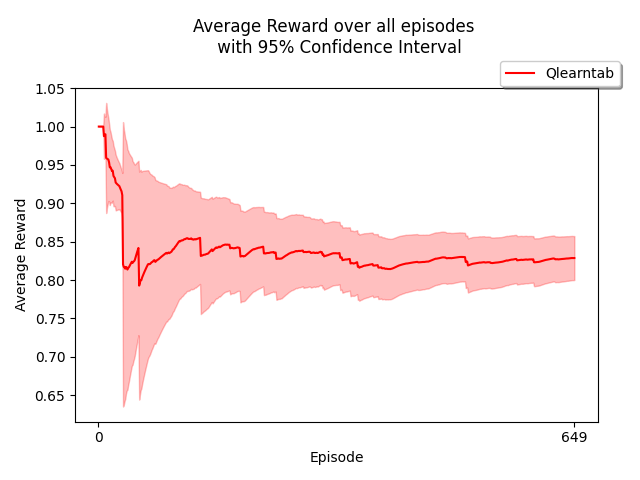 Average Reward over all episodes
with 95% Confidence Interval
Qlearntab
1.05
1.00
0.95
0.90
0.85
0.80
0.75
0.70
0.65
Average Reward
0 649
Episode